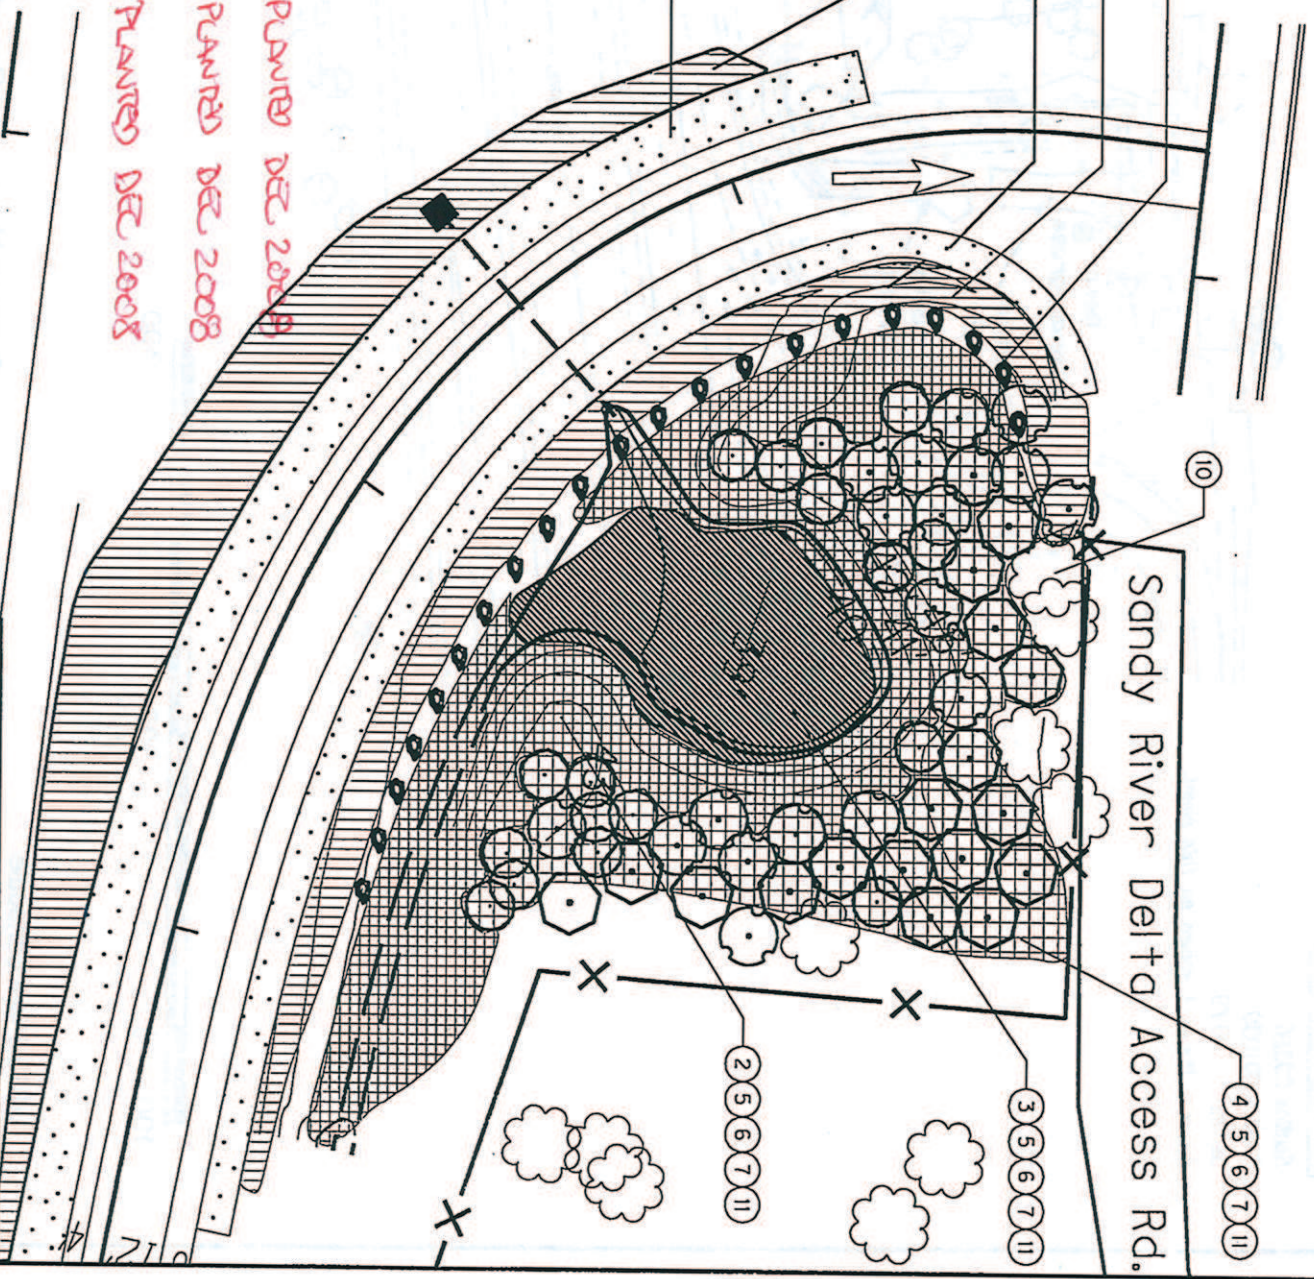 PLANTED DEC 2008
PLANTED DEC 2008
PLANTED DEC 2008
Sandy River Delta Access Rd.
10
4 5 6 7 11
3 5 6 7 11
2 5 6 7 11